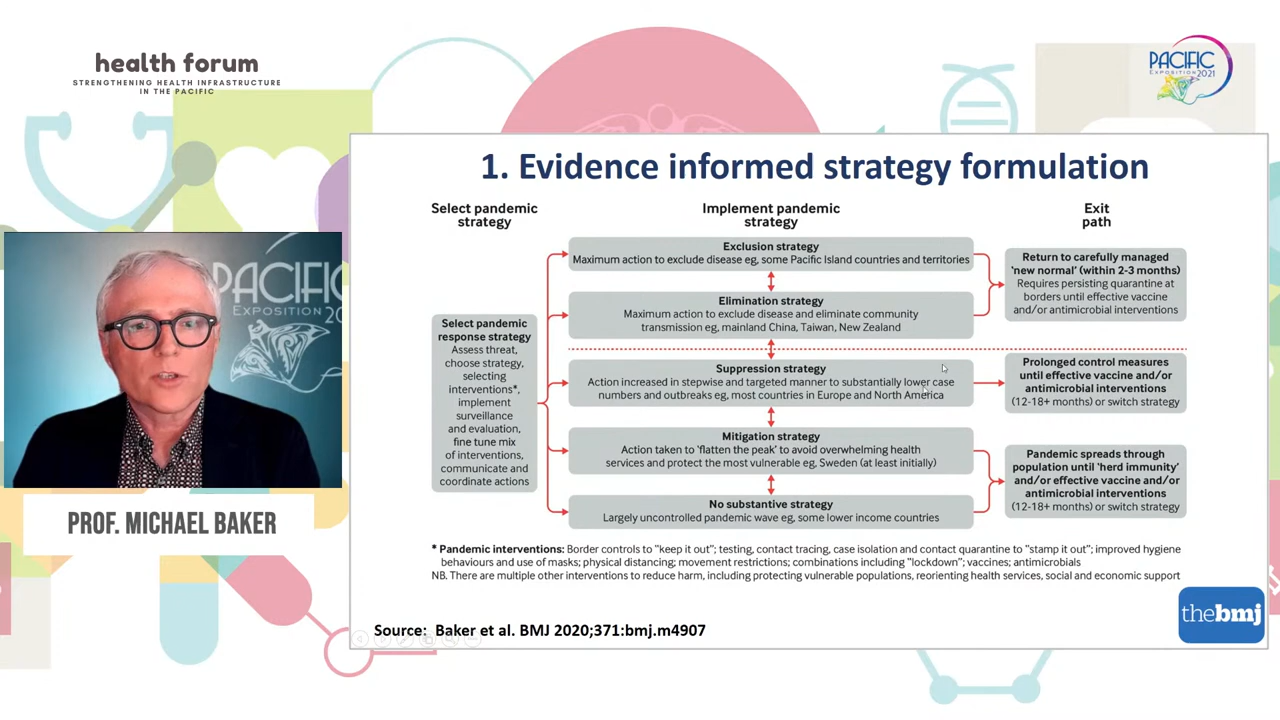 health forum
STRENGTHENING HEALTH INFRASTRUCTURE
IN THE PACIFIC
PACIFIC
EXPOSITION 2021
1. Evidence informed strategy formulation
Select pandemic
strategy
Implement pandemic
strategy
Exit
path
Select pandemic
response strategy
Assess threat,
choose strategy,
selecting
interventions*,
implement
surveillance
and evaluation,
fine tune mix
of interventions,
communicate and
coordinate actions
Exclusion strategy
Maximum action to exclude disease eg, some Pacific Island countries and territories
Elimination strategy
Maximum action to exclude disease and eliminate community
transmission eg, mainland China, Taiwan, New Zealand
Suppression strategy
Action increased in stepwise and targeted manner to substantially lower case
numbers and outbreaks eg, most countries in Europe and North America
Mitigation strategy
Action taken to 'flatten the peak' to avoid overwhelming health
services and protect the most vulnerable eg, Sweden (at least initially)
No substantive strategy
Largely uncontrolled pandemic wave eg, some lower income countries
Return to carefully managed
'new normal' (within 2-3 months)
Requires persisting quarantine at
borders until effective vaccine
and/or antimicrobial interventions
Prolonged control measures
until effective vaccine and/or
antimicrobial interventions
(12-18+ months) or switch strategy
Pandemic spreads through
population until 'herd immunity'
and/or effective vaccine and/or
antimicrobial interventions
(12-18+ months) or switch strategy
* Pandemic interventions: Border controls to "keep it out"; testing, contact tracing, case isolation and contact quarantine to "stamp it out"; improved hygiene
behaviours and use of masks; physical distancing; movement restrictions; combinations including "lockdown"; vaccines; antimicrobials
NB. There are multiple other interventions to reduce harm, including protecting vulnerable populations, reorienting health services, social and economic support
Source: Baker et al. BMJ 2020;371:bmj.m4907
thebmj
PACIFIC
EXPOSITION 20
PROF. MICHAEL BAKER